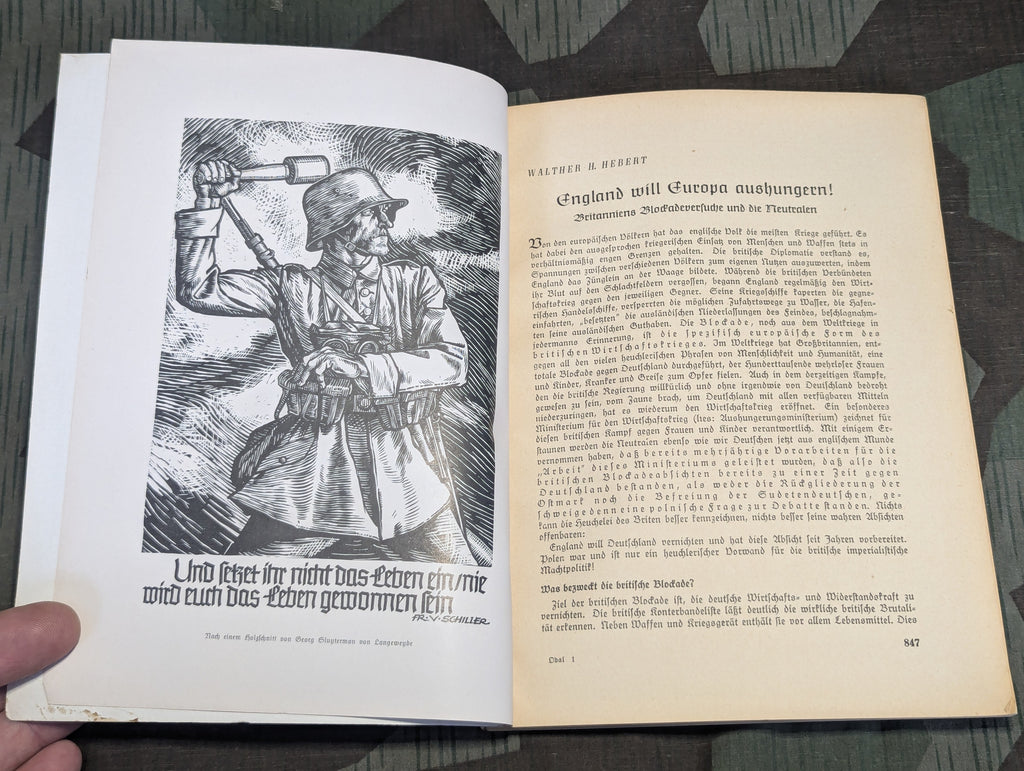 Und setzet ihr nicht das Leben ein / nie
wird euch das Leben gewonnen sein
FR. V. SCHILLER
Nach einem Holzschnitt von Georg Sluyterman von Langeweyde
WALTHER H. HEBERT
England will Europa aushungern!
Britanniens Blockadeversuche und die Neutralen
Von den europäischen Völkern hat das englische Volk die meisten Kriege geführt. Es
hat dabei den ausgesprochen kriegerischen Einsatz von Menschen und Waffen stets in
verhältnismäßig engen Grenzen gehalten. Die britische Diplomatie verstand es,
Spannungen zwischen verschiedenen Völkern zum eigenen Nutzen auszuwerten, indem
England das Zünglein an der Waage bildete. Während die britischen Verbündeten
ihr Blut auf den Schlachtfeldern vergossen, begann England regelmäßig den Wirt-
schaftskrieg gegen den jeweiligen Gegner. Seine Kriegsschiffe kaperten die gegne-
rischen Handelsschiffe, versperrten die möglichen Zufahrtswege zu Wasser, die Hafen-
einfahrten, „besetzten" die ausländischen Niederlassungen des Feindes, beschlagnahm-
ten seine ausländischen Guthaben. Die Blockade, noch aus dem Weltkriege in
jedermanns Erinnerung, ist die spezifisch europäische Form des
britischen Wirtschaftskrieges. Im Weltkriege hat Großbritannien, ent-
gegen all den vielen heuchlerischen Phrasen von Menschlichkeit und Humanität, eine
totale Blockade gegen Deutschland durchgeführt, der Hunderttausende wehrloser Frauen
und Kinder, Kranker und Greise zum Opfer fielen. Auch in dem derzeitigen Kampfe,
den die britische Regierung willkürlich und ohne irgendwie von Deutschland bedroht
gewesen zu sein, vom Zaune brach, um Deutschland mit allen verfügbaren Mitteln
niederzuringen, hat es wiederum den Wirtschaftskrieg eröffnet. Ein besonderes
Ministerium für den Wirtschaftskrieg (lies: Aushungerungsministerium) zeichnet für
diesen britischen Kampf gegen Frauen und Kinder verantwortlich. Mit einigem Er-
staunen werden die Neutralen ebenso wie wir Deutschen jetzt aus englischem Munde
vernommen haben, daß bereits mehrjährige Vorarbeiten für die
„Arbeit" dieses Ministeriums geleistet wurden, daß also die
britischen Blockadeabsichten bereits zu einer Zeit gegen
Deutschland bestanden, als weder die Rückgliederung der
Ostmark noch die Befreiung der Sudetendeutschen, ge-
schweige denn eine polnische Frage zur Debatte standen. Nichts
kann die Heuchelei des Briten besser kennzeichnen, nichts besser seine wahren Absichten
offenbaren:
England will Deutschland vernichten und hat diese Absicht seit Jahren vorbereitet.
Polen war und ist nur ein heuchlerischer Vorwand für die britische imperialistische
Machtpolitik!
Was bezweckt die britische Blockade?
Ziel der britischen Blockade ist, die deutsche Wirtschafts- und Widerstandskraft zu
vernichten. Die britische Konterbandeliste läßt deutlich die wirkliche britische Brutali-
tät erkennen. Neben Waffen und Kriegsgerät enthält sie vor allem Lebensmittel. Dies
847
Odal 1